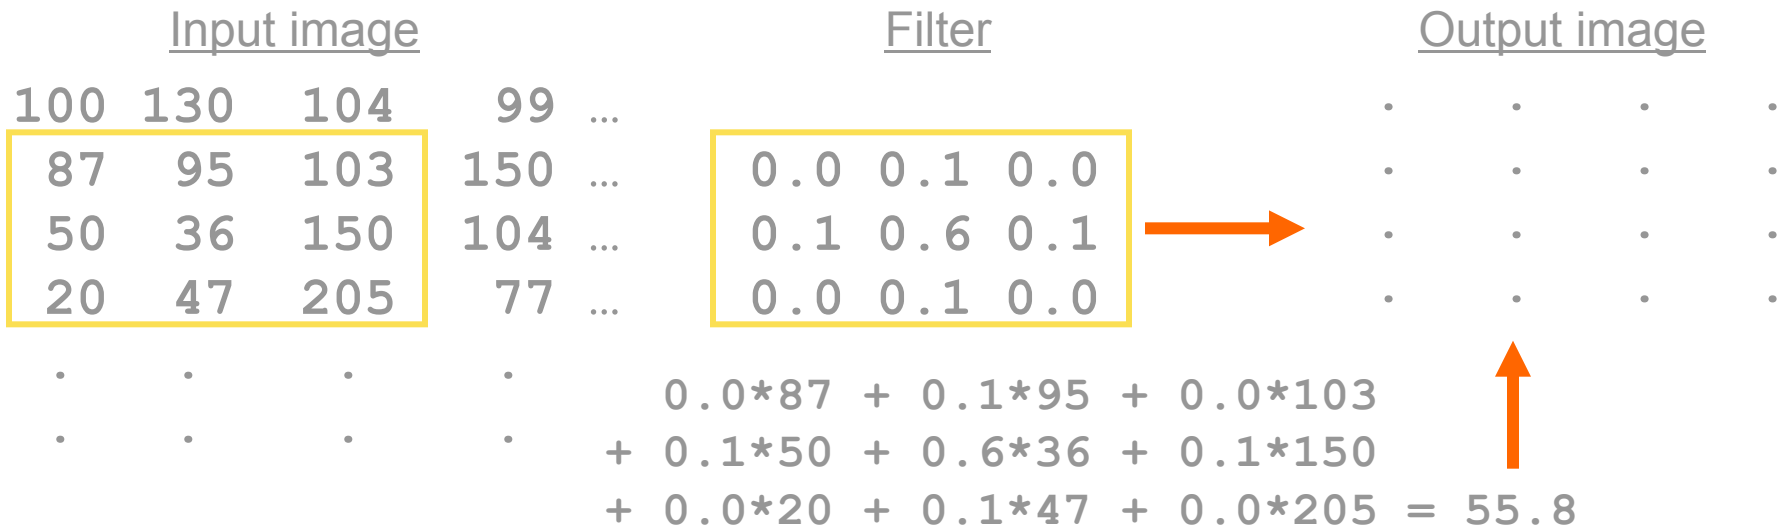 Input image Filter Output image
100 130 104 99 ... . . . .
87 95 103 150 ... 0.0 0.1 0.0 . . . .
50 36 150 104 ... 0.1 0.6 0.1 . . . .
20 47 205 77 ... 0.0 0.1 0.0 . . . .
. . . .
0.0*87 + 0.1*95 + 0.0*103
. . . .
+ 0.1*50 + 0.6*36 + 0.1*150
+ 0.0*20 + 0.1*47 + 0.0*205 = 55.8